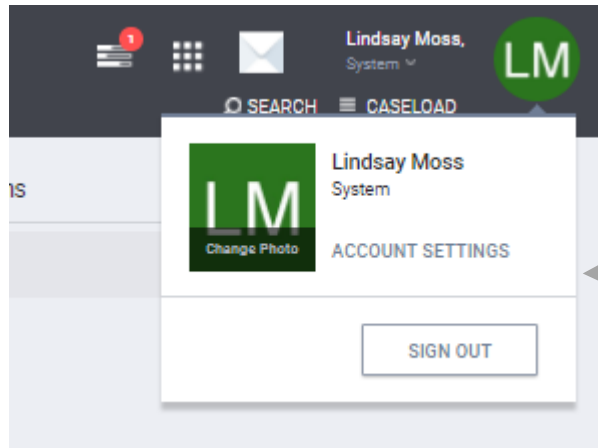 1
Lindsay Moss,
System
LM
SEARCH
CASELOAD
ns
LM
Change Photo
Lindsay Moss
System
ACCOUNT SETTINGS
SIGN OUT